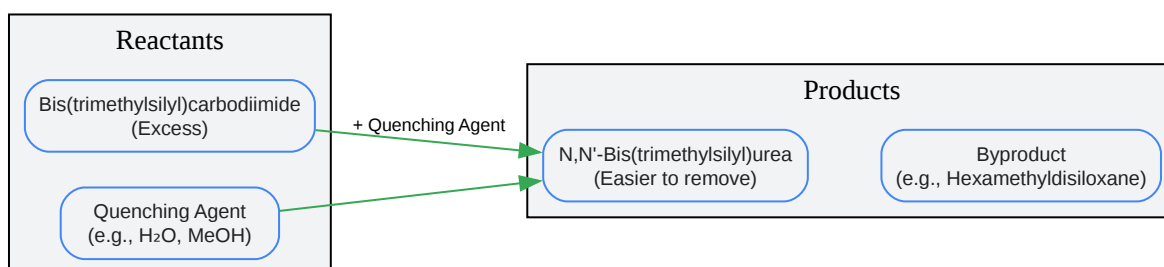 Reactants
Bis(trimethylsilyl)carbodiimide
(Excess)
Quenching Agent
(e.g., H₂O, MeOH)
+ Quenching Agent
Products
N,N'-Bis(trimethylsilyl)urea
(Easier to remove)
Byproduct
(e.g., Hexamethyldisiloxane)